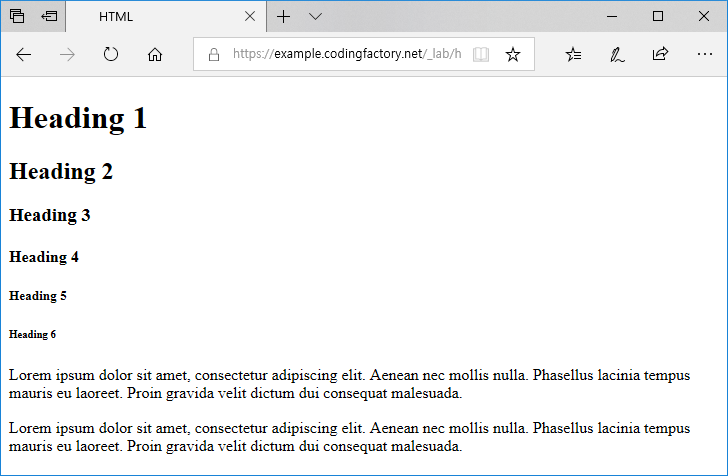 HTML
https://example.codingfactory.net/_lab/h
Heading 1
Heading 2
Heading 3
Heading 4
Heading 5
Heading 6
Lorem ipsum dolor sit amet, consectetur adipiscing elit. Aenean nec mollis nulla. Phasellus lacinia tempus
mauris eu laoreet. Proin gravida velit dictum dui consequat malesuada.
Lorem ipsum dolor sit amet, consectetur adipiscing elit. Aenean nec mollis nulla. Phasellus lacinia tempus
mauris eu laoreet. Proin gravida velit dictum dui consequat malesuada.